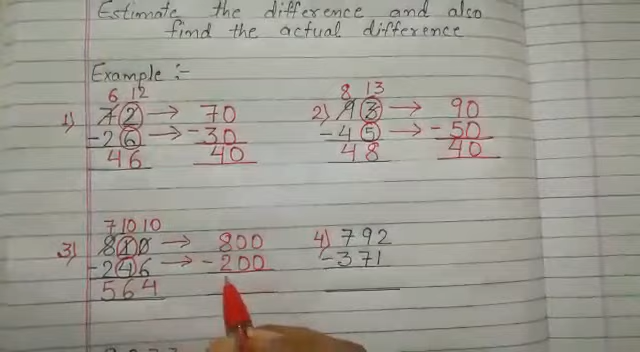 Estimate the difference and also
find the actual difference
Example :-
6 12 8 13
1) 72 → 70 2) 93 → 90
-26 → -30 -45 → -50
46 40 48 40
7 10 10
3) 810 → 800 4) 792
-246 → -200 -371
564